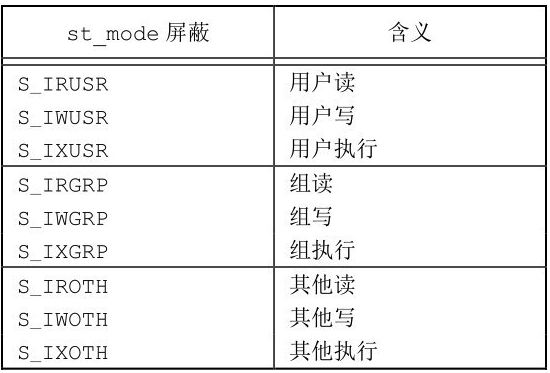 st_mode 屏蔽 含义
S_IRUSR 用户读
S_IWUSR 用户写
S_IXUSR 用户执行
S_IRGRP 组读
S_IWGRP 组写
S_IXGRP 组执行
S_IROTH 其他读
S_IWOTH 其他写
S_IXOTH 其他执行